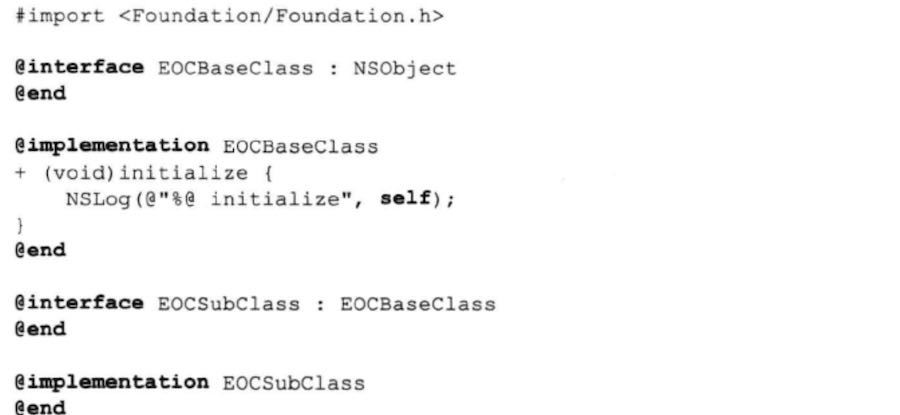 #import <Foundation/Foundation.h>
@interface EOCBaseClass : NSObject
@end
@implementation EOCBaseClass
+ (void)initialize {
NSLog(@"%@ initialize", self);
}
@end
@interface EOCSubClass : EOCBaseClass
@end
@implementation EOCSubClass
@end